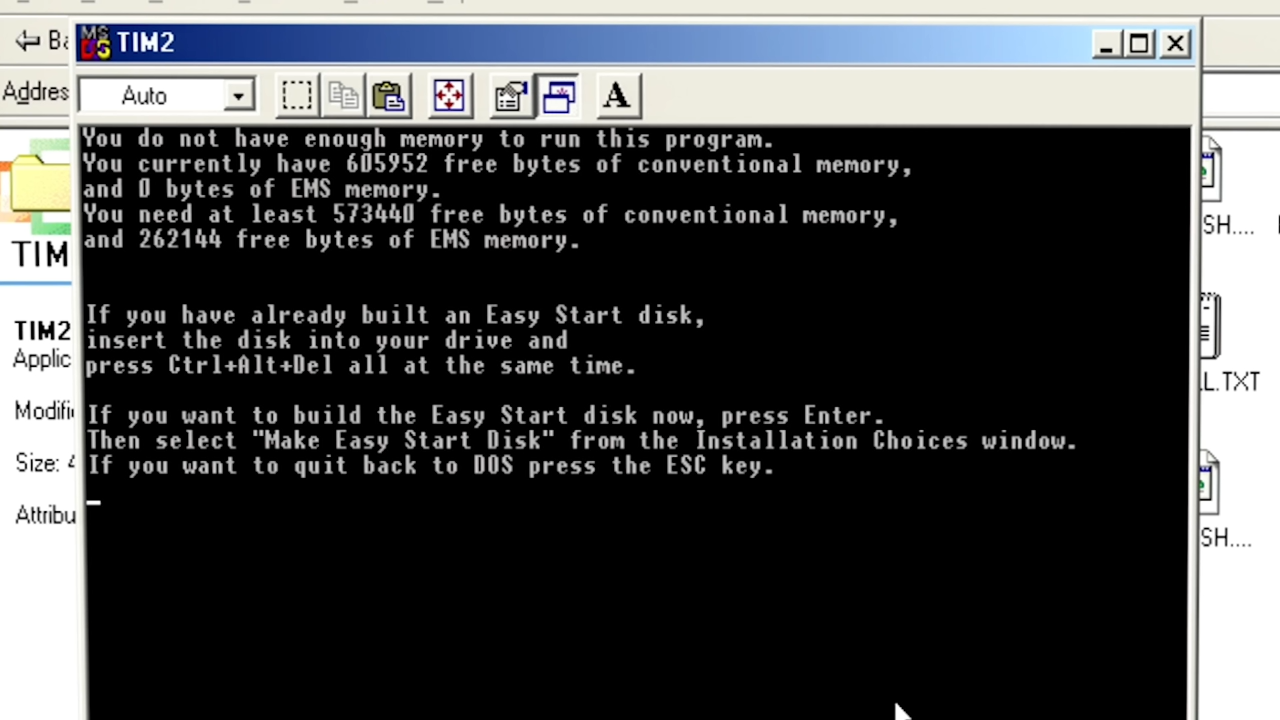 TIM2
Auto
Addres
You do not have enough memory to run this program.
You currently have 605952 free bytes of conventional memory,
and 0 bytes of EMS memory.
You need at least 573440 free bytes of conventional memory,
and 262144 free bytes of EMS memory.
If you have already built an Easy Start disk,
insert the disk into your drive and
press Ctrl+Alt+Del all at the same time.
If you want to build the Easy Start disk now, press Enter.
Then select "Make Easy Start Disk" from the Installation Choices window.
If you want to quit back to DOS press the ESC key.
TIM
TIM2
Applic
Modifi
Size: 4
Attribu
SH....
L.TXT
SH....